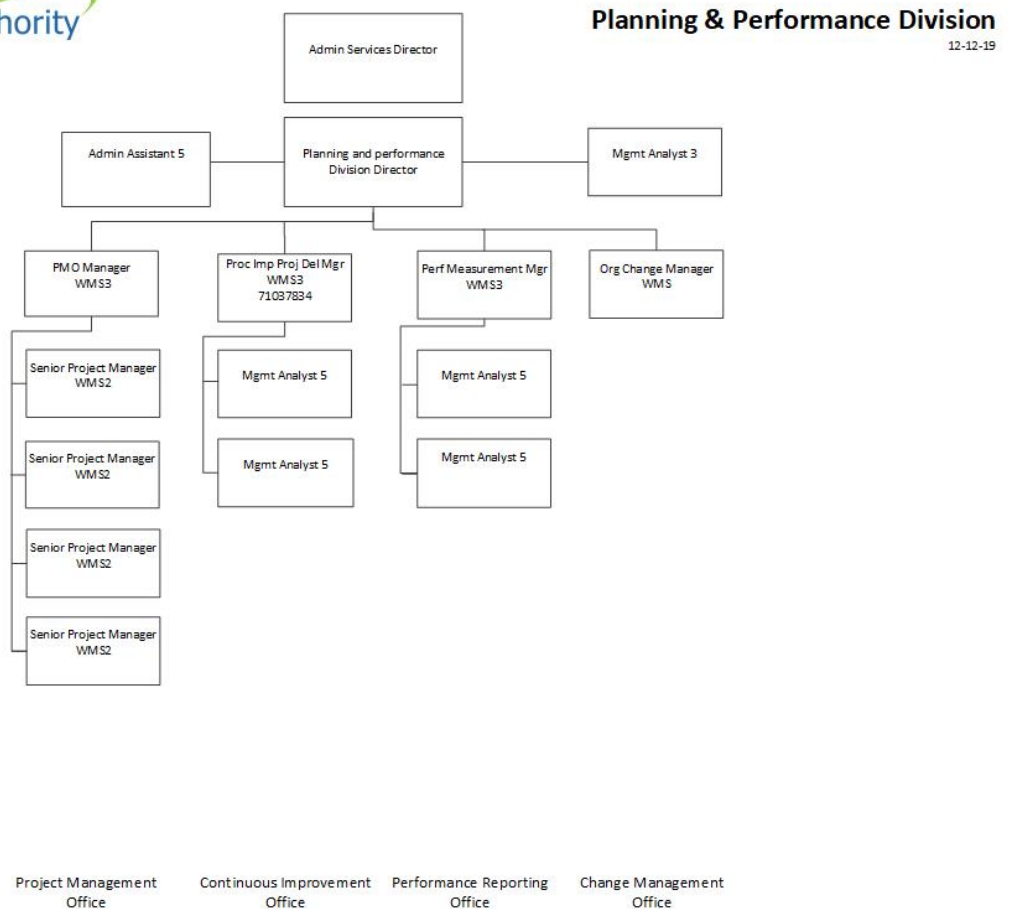 hority
Planning & Performance Division
12-12-19
Admin Services Director
Admin Assistant 5
Planning and performance
Division Director
Mgmt Analyst 3
PMO Manager
WMS3
Proc Imp Proj Del Mgr
WMS3
71037834
Perf Measurement Mgr
WMS3
Org Change Manager
WMS
Senior Project Manager
WMS2
Mgmt Analyst 5
Mgmt Analyst 5
Senior Project Manager
WMS2
Mgmt Analyst 5
Mgmt Analyst 5
Senior Project Manager
WMS2
Senior Project Manager
WMS2
Project Management
Office
Continuous Improvement
Office
Performance Reporting
Office
Change Management
Office